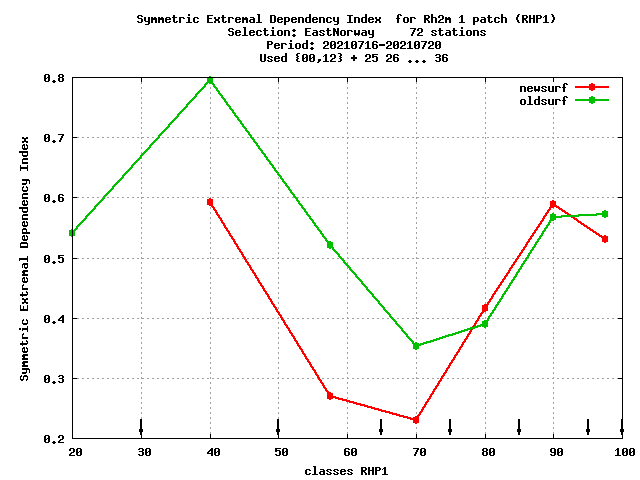 Symmetric Extremal Dependency Index  for Rh2m 1 patch (RHP1)
Selection: EastNorway     72 stations
Period: 20210716-20210720
Used {00,12} + 25 26 ... 36
newsurf
oldsurf
Symmetric Extremal Dependency Index
0.8
0.7
0.6
0.5
0.4
0.3
0.2
20 30 40 50 60 70 80 90 100
classes RHP1